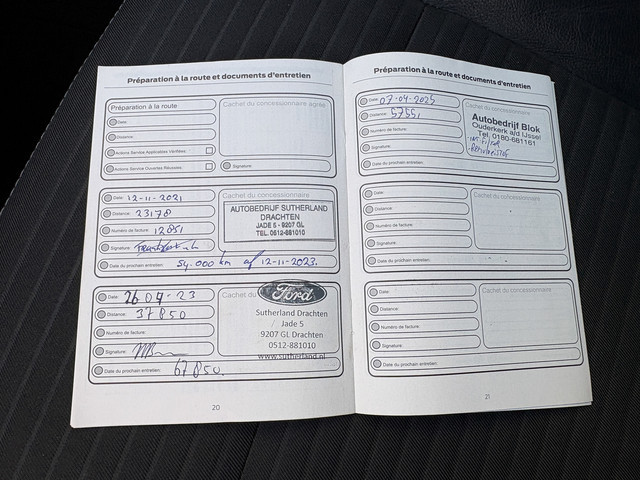 Préparation à la route et documents d'entretien
Préparation à la route
Cachet du concessionnaire agréé
Date:
Distance:
Actions Service Applicables Vérifiées:
Actions Service Ouvertes Réussies:
Signature:
Date: 12-11-2021
Cachet du concessionnaire
Distance: 23178
Numéro de facture: 12851
Signature:
AUTOBEDRIJF SUTHERLAND
DRACHTEN
JADE 5 - 9207 GL
TEL. 0512-881010
Date du prochain entretien: 54.000 km of 12-11-2023.
Date: 26 04-23
Cachet du
Ford
Distance: 37850
Numéro de facture:
Signature:
Sutherland Drachten
Jade 5
9207 GL Drachten
0512-881010
www.sutherland.nl
Date du prochain entretien: 67850.
20
Préparation à la route et documents d'entretien
Date: 07-04-2025
Cachet du concessionnaire
Distance:
Numéro de facture:
Signature:
Autobedrijf Blok
Ouderkerk a/d IJssel
Tel. 0180-681161
Date du prochain entretien:
Date:
Cachet du concessionnaire
Distance:
Numéro de facture:
Signature:
Date du prochain entretien:
Date:
Cachet du concessionnaire
Distance:
Numéro de facture:
Signature:
Date du prochain entretien:
21